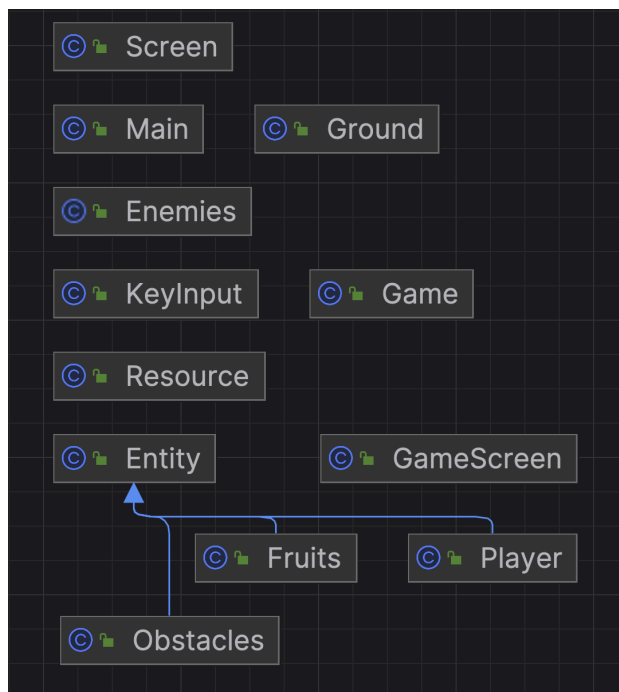 Screen
Main
Ground
Enemies
KeyInput
Game
Resource
Entity
GameScreen
Fruits
Player
Obstacles